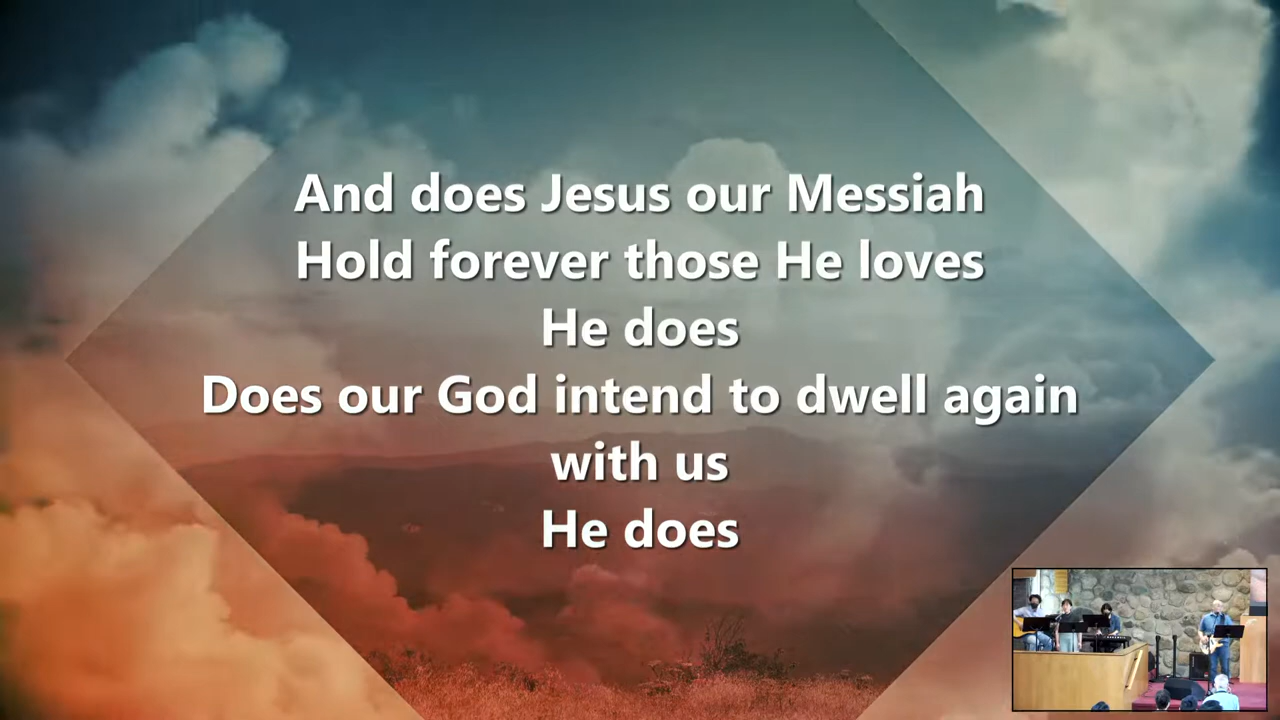 And does Jesus our Messiah
Hold forever those He loves
He does
Does our God intend to dwell again
with us
He does